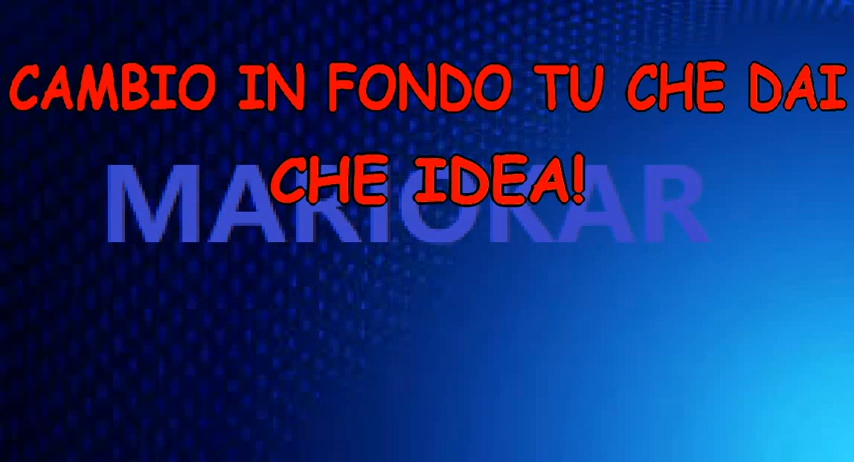 CAMBIO IN FONDO TU CHE DAI
CHE IDEA!
MARIOKAR